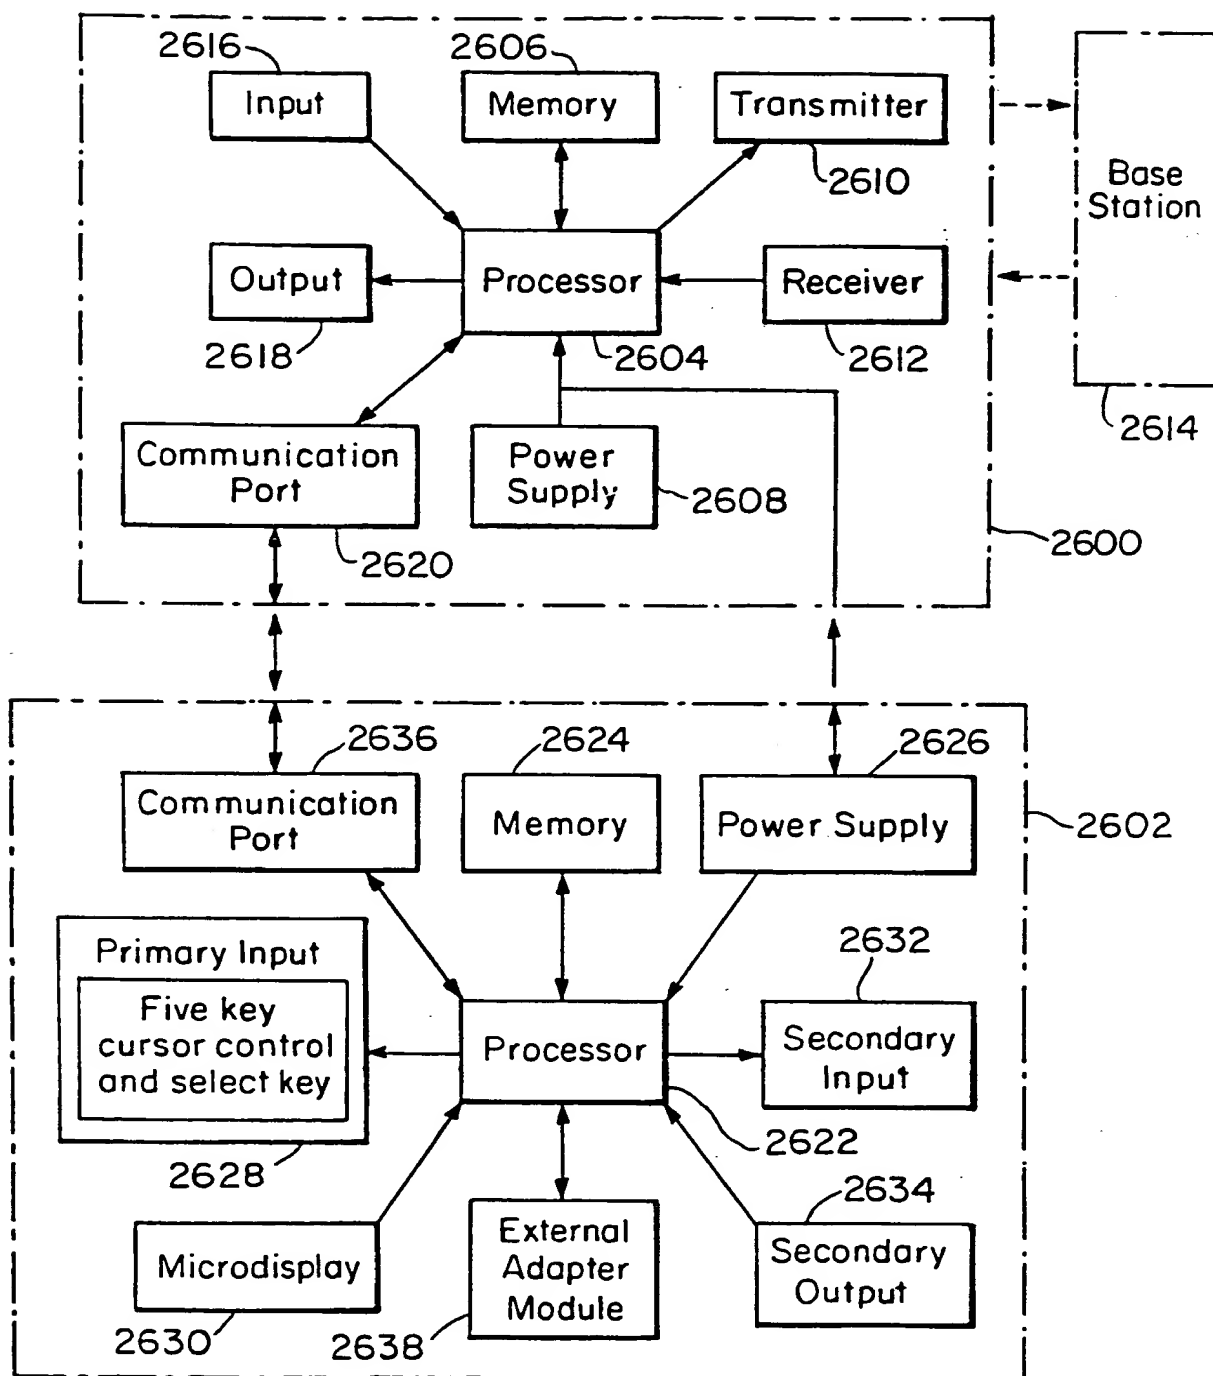 2616
2606
Input
Memory
Transmitter
2610
Base
Station
Output
Processor
Receiver
2618
2604
2612
2614
Communication
Port
Power
Supply
2608
2600
2620
2636
2624
2626
Communication
Port
Memory
Power Supply
2602
Primary Input
Five key
cursor control
and select key
2632
Processor
Secondary
Input
2622
2628
2634
Microdisplay
External
Adapter
Module
Secondary
Output
2630
2638